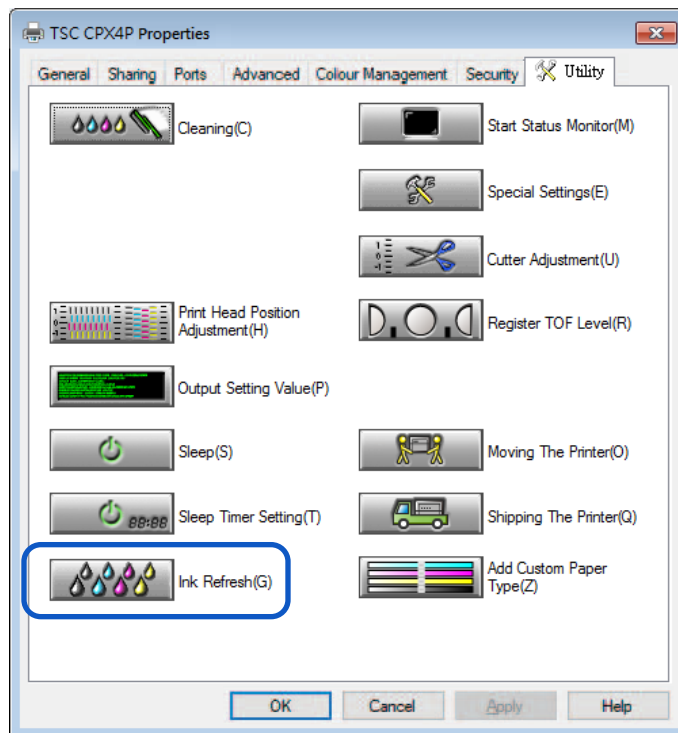 TSC CPX4P Properties
General Sharing Ports Advanced Colour Management Security Utility
Cleaning(C)
Start Status Monitor(M)
Special Settings(E)
Cutter Adjustment(U)
Print Head Position
Adjustment(H)
Register TOF Level(R)
Output Setting Value(P)
Sleep(S)
Moving The Printer(O)
88:88
Sleep Timer Setting(T)
Shipping The Printer(Q)
Ink Refresh(G)
Add Custom Paper
Type(Z)
OK Cancel Apply Help